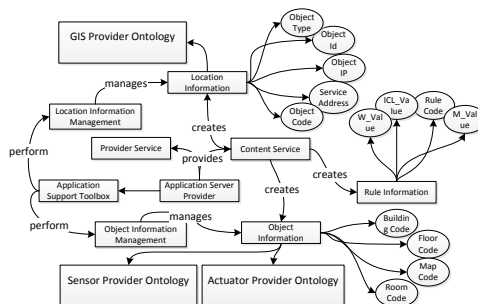 Object
Type
GIS Provider Ontology
Object
Id
Object
IP
manages
Location
Information
Service
Address
ICL_Va
lue
Rule
Code
Object
Code
W_Val
ue
M_Val
ue
Location Information
Management
creates
perform
Provider Service
Content Service
provides
creates
Application
Support Toolbox
Application Server
Provider
Rule Information
creates
perform
manages
Buildin
g Code
Object Information
Management
Object
Information
Floor
Code
Map
Code
Sensor Provider Ontology
Actuator Provider Ontology
Room
Code